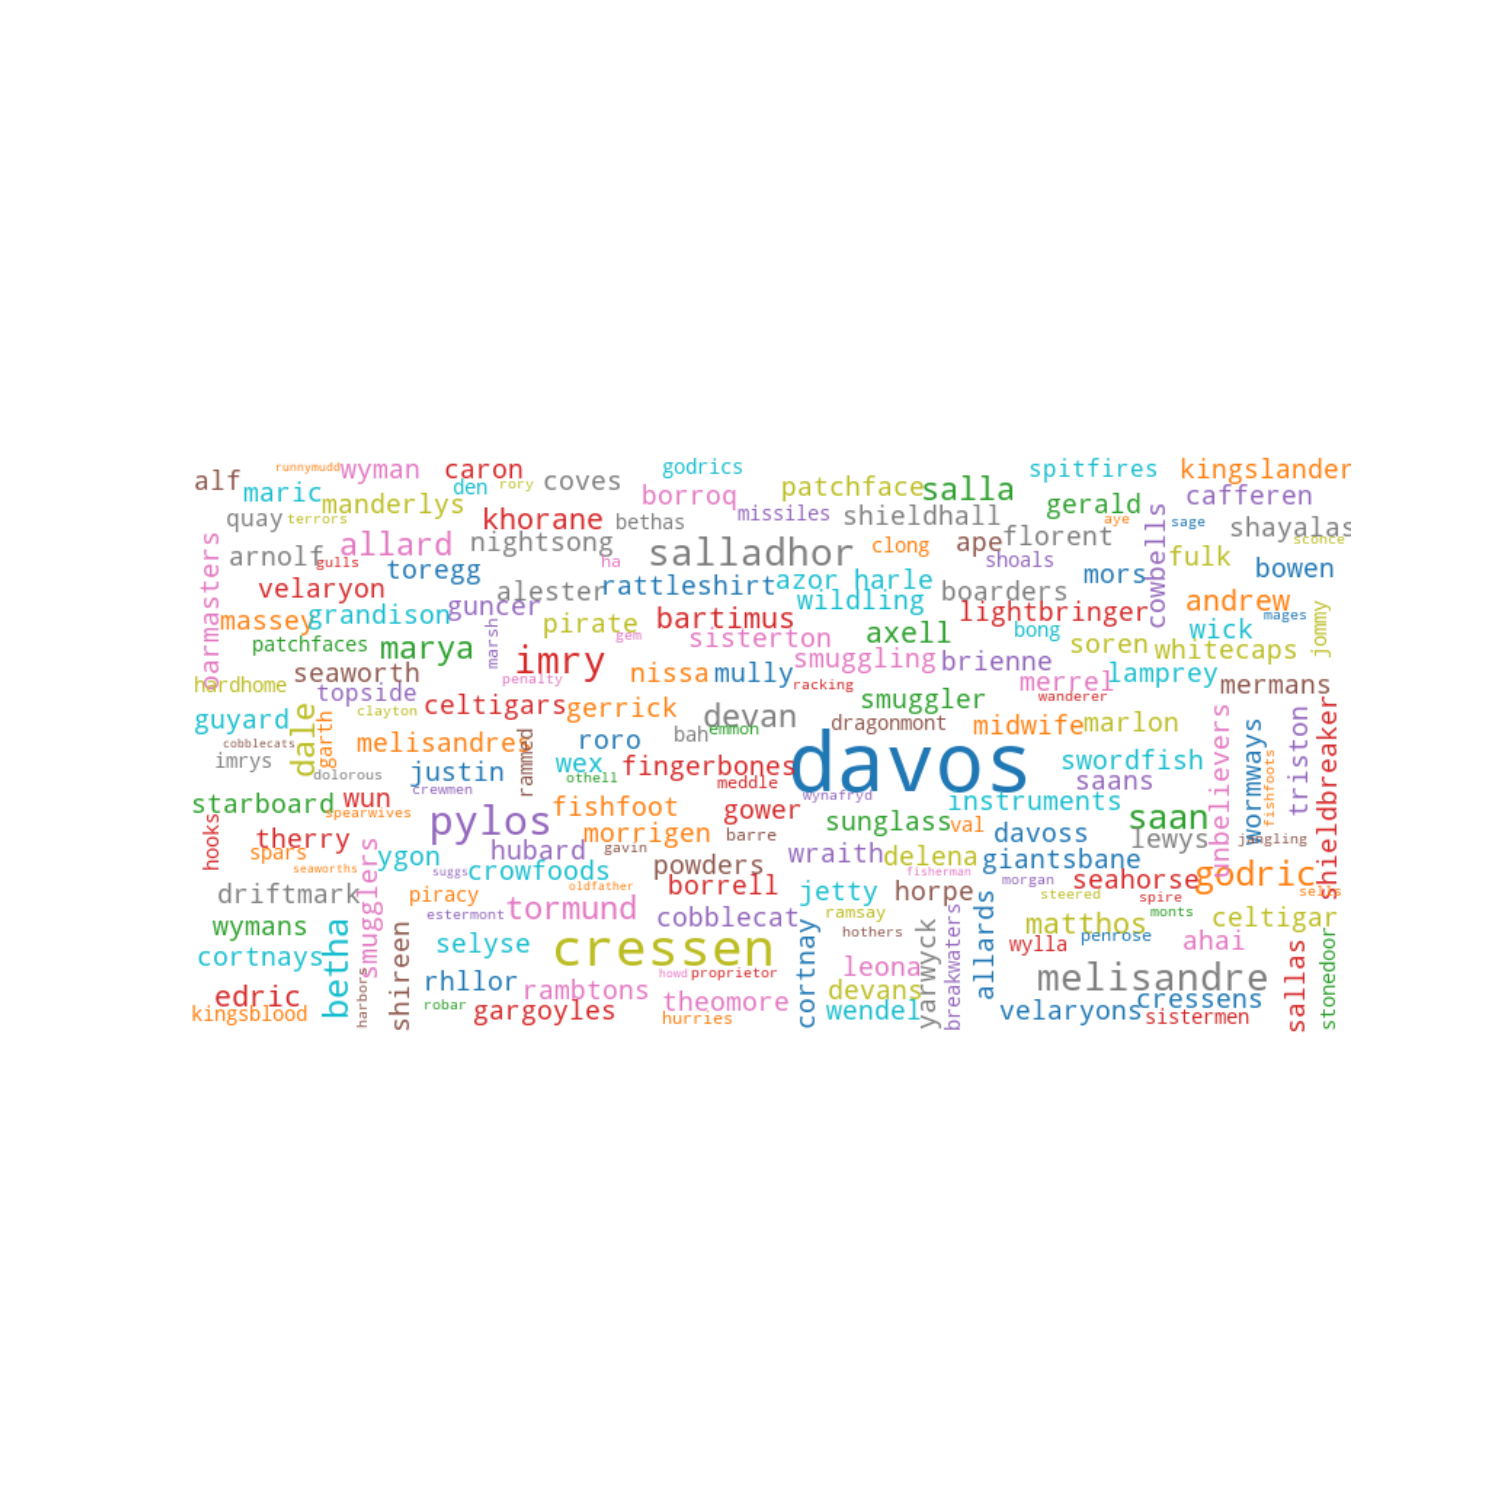 runnymudd wyman caron godrics spitfires kingslander
alf maric den rory coves borroq patchface salla gerald cafferen
manderlys
quay terrors khorane bethas missiles shieldhall aye sage shayalas
arnolf gulls allard nightsong salladhor clong ape florent cowbells fulk sconce
oarmasters toregg ha shoals mors bowen
velaryon alester rattleshirt azor harle boarders
massey grandison guncer wildling lightbringer andrew mages
patchfaces marya marsh pirate gem bartimus sisterton axell bong soren wick whitecaps jommy
seaworth imry nissa mully smuggling brienne merrel lamprey mermans
hardhome topside penalty racking smuggler wanderer
guyard dale garth clayton celtigars gerrick devan dragonmont midwife marlon
cobblecats melisandres rammed roro bah emmon davos unbelievers wormways triston shieldbreaker
imrys dolorous justin wex othell fingerbones meddle swordfish saans fishfoots
crewmen
starboard wun spearwives pylos fishfoot gower wynafryd instruments saan
hooks therry morrigen barre sunglass val davoss lewys jangling
spars smugglers ygon hubard gavin wraith delena giantsbane
seaworths suggs crowfoods oldfather powders fisherman morgan seahorse godric
driftmark piracy tormund borrell jetty horpe allards steered spire sells
wymans betha estermont cobblecat cortnay ramsay hothers yarwyck breakwaters matthos monts celtigar
cortnays shireen selyse cressen leona wylla penrose ahai sallas stonedoor
harbors rhllor howd proprietor melisandre
edric rambtons devans cressens
kingsblood robar gargoyles theomore hurries wendel velaryons sistermen